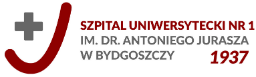 SZPITAL UNIWERSYTECKI NR 1
IM. DR. ANTONIEGO JURASZA
W BYDGOSZCZY 1937